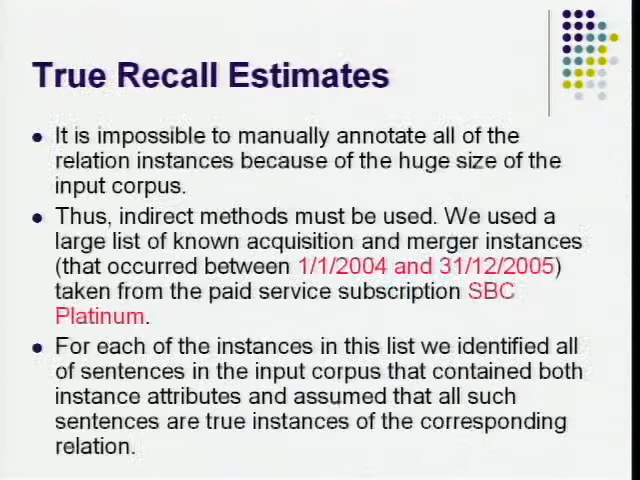 True Recall Estimates
It is impossible to manually annotate all of the
relation instances because of the huge size of the
input corpus.
Thus, indirect methods must be used. We used a
large list of known acquisition and merger instances
(that occurred between 1/1/2004 and 31/12/2005)
taken from the paid service subscription SBC
Platinum.
For each of the instances in this list we identified all
of sentences in the input corpus that contained both
instance attributes and assumed that all such
sentences are true instances of the corresponding
relation.